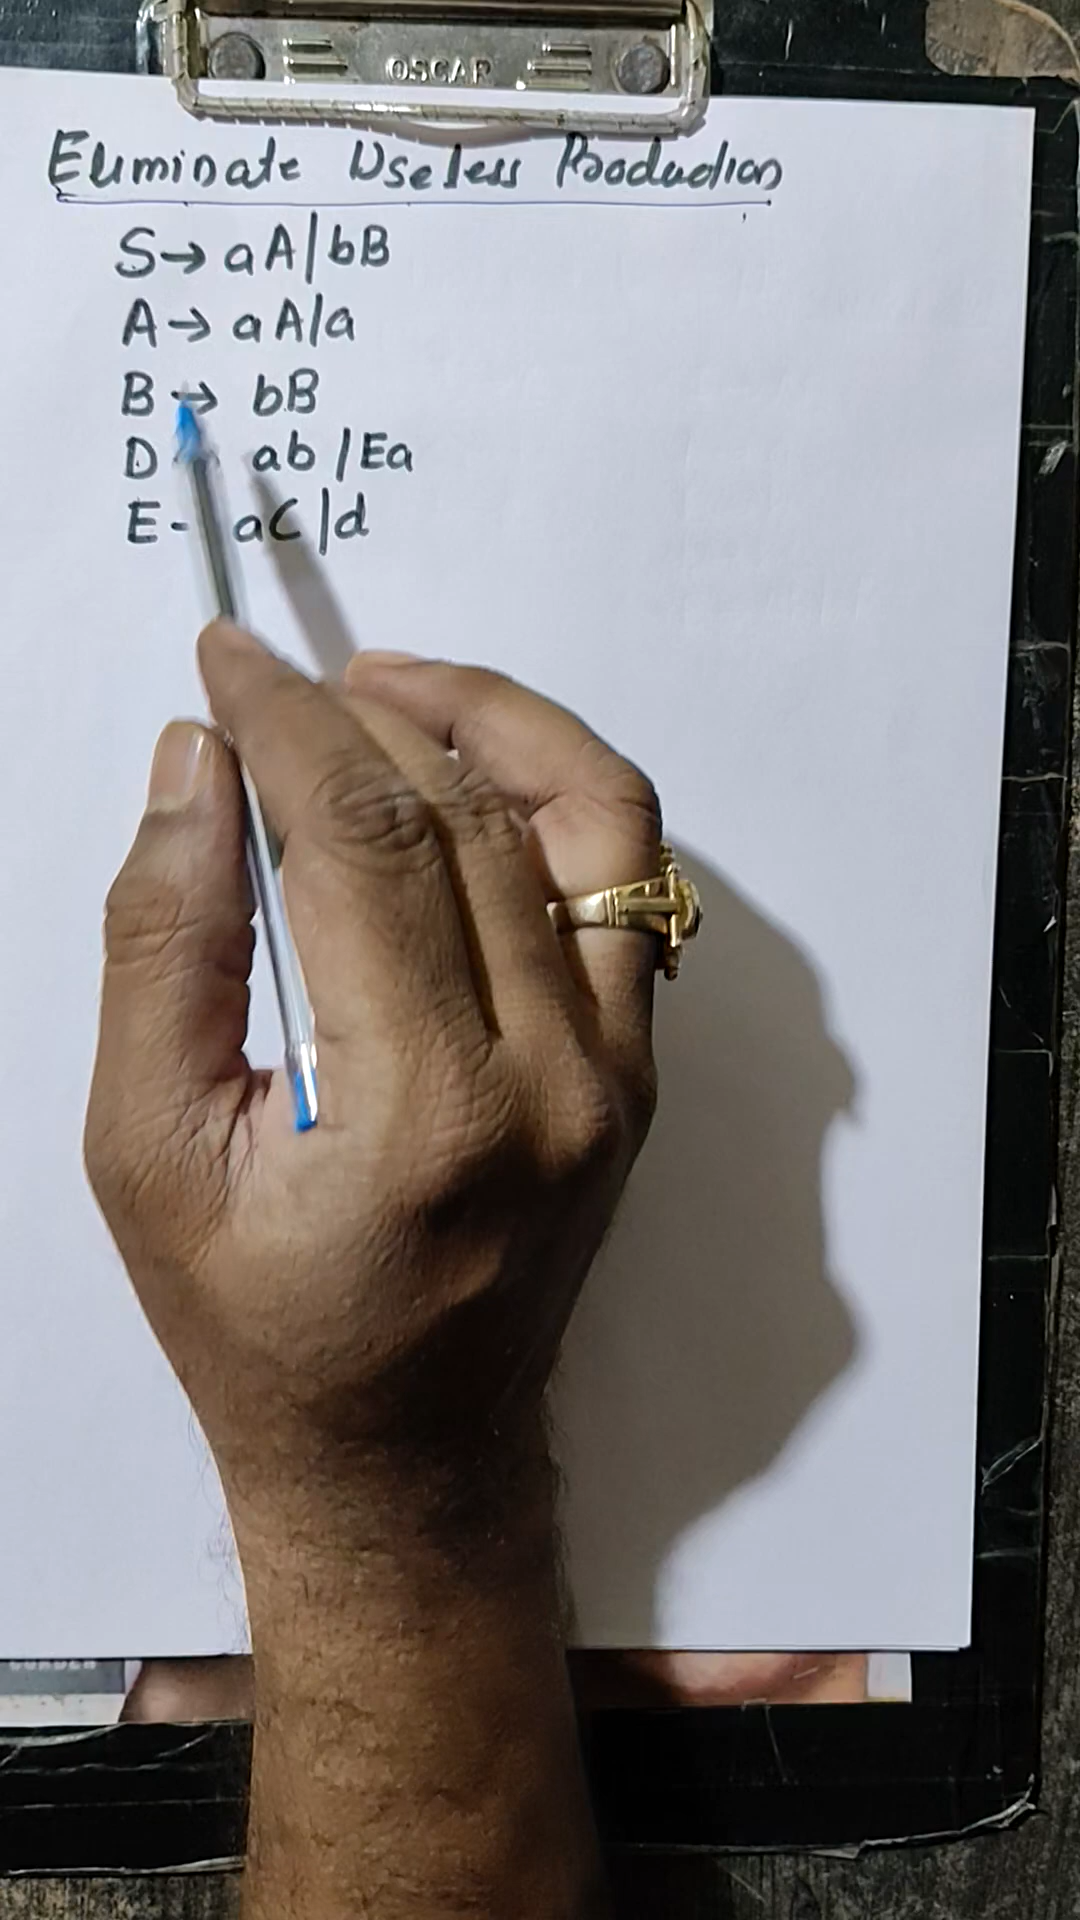 OSCAR
Eliminate Useless Production
S→ aA|bB
A→ aA|a
B→ bB
D ab |Ea
E- aC|d